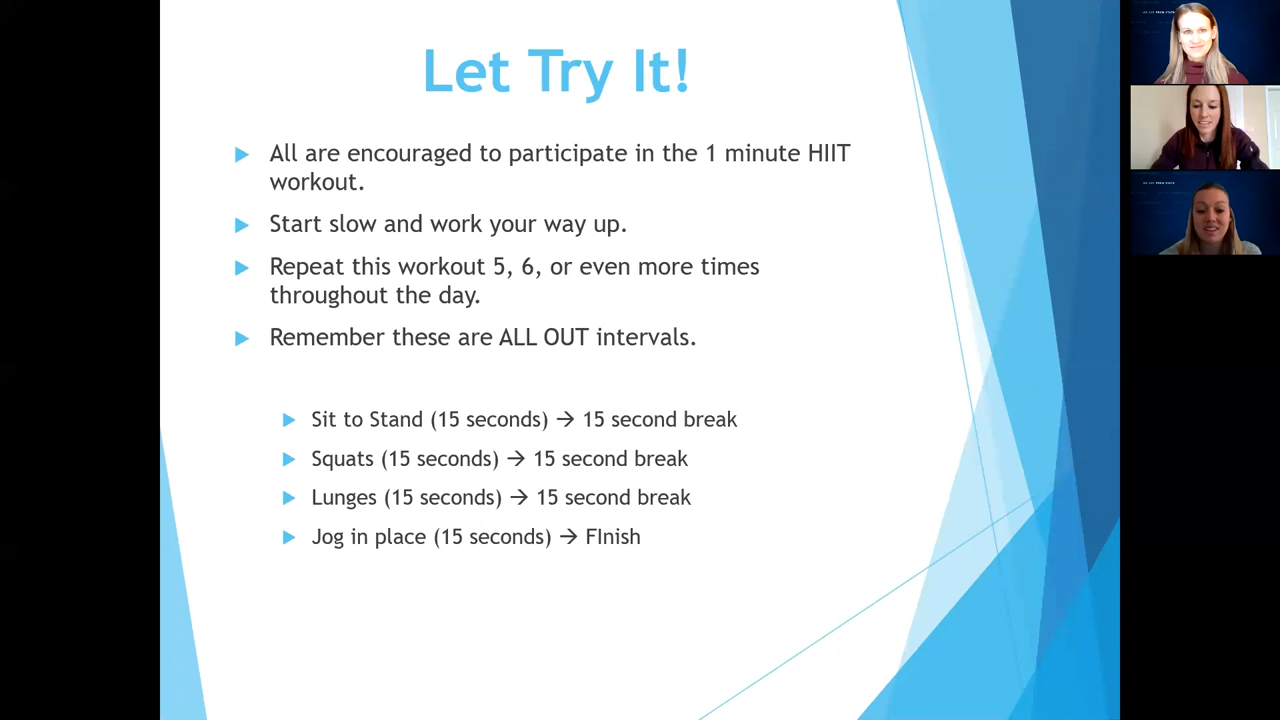 Let Try It!
All are encouraged to participate in the 1 minute HIIT
workout.
Start slow and work your way up.
Repeat this workout 5, 6, or even more times
throughout the day.
Remember these are ALL OUT intervals.
Sit to Stand (15 seconds) → 15 second break
Squats (15 seconds) → 15 second break
Lunges (15 seconds) → 15 second break
Jog in place (15 seconds) → FInish